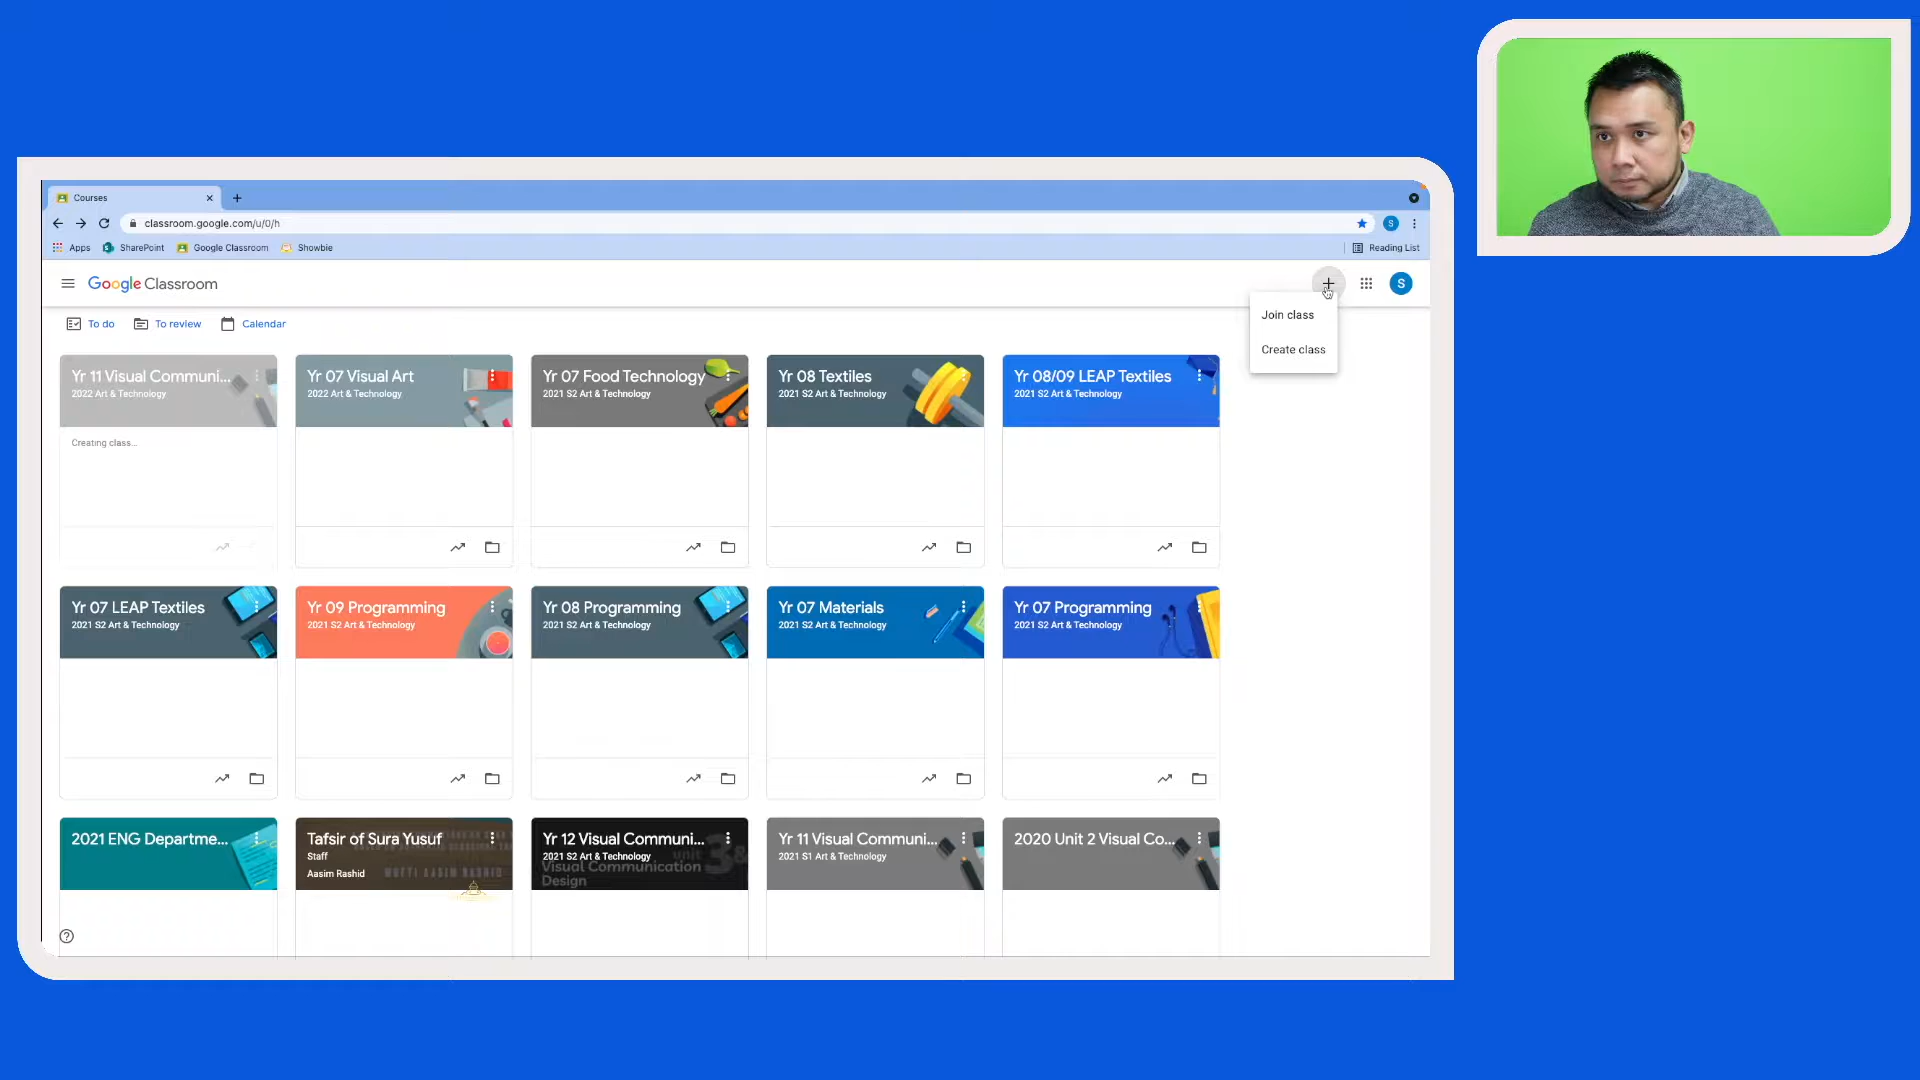 Courses
classroom.google.com/u/0/h
S
Apps
SharePoint
Google Classroom
Showbie
Reading List
Google Classroom
S
Join class
Create class
To do
To review
Calendar
Yr 11 Visual Communi...
2022 Art & Technology
Creating class...
Yr 07 Visual Art
2022 Art & Technology
Yr 07 Food Technology
2021 S2 Art & Technology
Yr 08 Textiles
2021 S2 Art & Technology
Yr 08/09 LEAP Textiles
2021 S2 Art & Technology
Yr 07 LEAP Textiles
2021 S2 Art & Technology
Yr 09 Programming
2021 S2 Art & Technology
Yr 08 Programming
2021 S2 Art & Technology
Yr 07 Materials
2021 S2 Art & Technology
Yr 07 Programming
2021 S2 Art & Technology
2021 ENG Departme...
Tafsir of Sura Yusuf
Staff
Aasim Rashid
MUFTI AASIM RASHID
Yr 12 Visual Communi...
2021 S2 Art & Technology
unit 3
Visual Communication
Design
Yr 11 Visual Communi...
2021 S1 Art & Technology
2020 Unit 2 Visual Co...